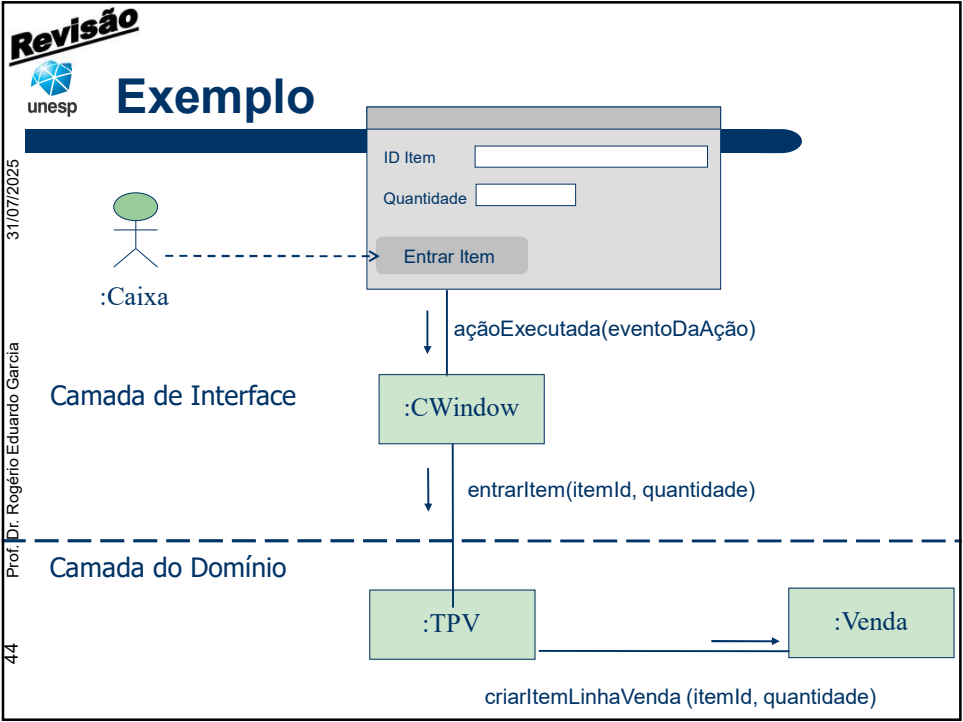 Revisão
unesp
Exemplo
31/07/2025
Prof. Dr. Rogério Eduardo Garcia
44
ID Item
Quantidade
Entrar Item
:Caixa
açãoExecutada(eventoDaAção)
Camada de Interface
:CWindow
entrarItem(itemId, quantidade)
Camada do Domínio
:TPV
:Venda
criarItemLinhaVenda (itemId, quantidade)